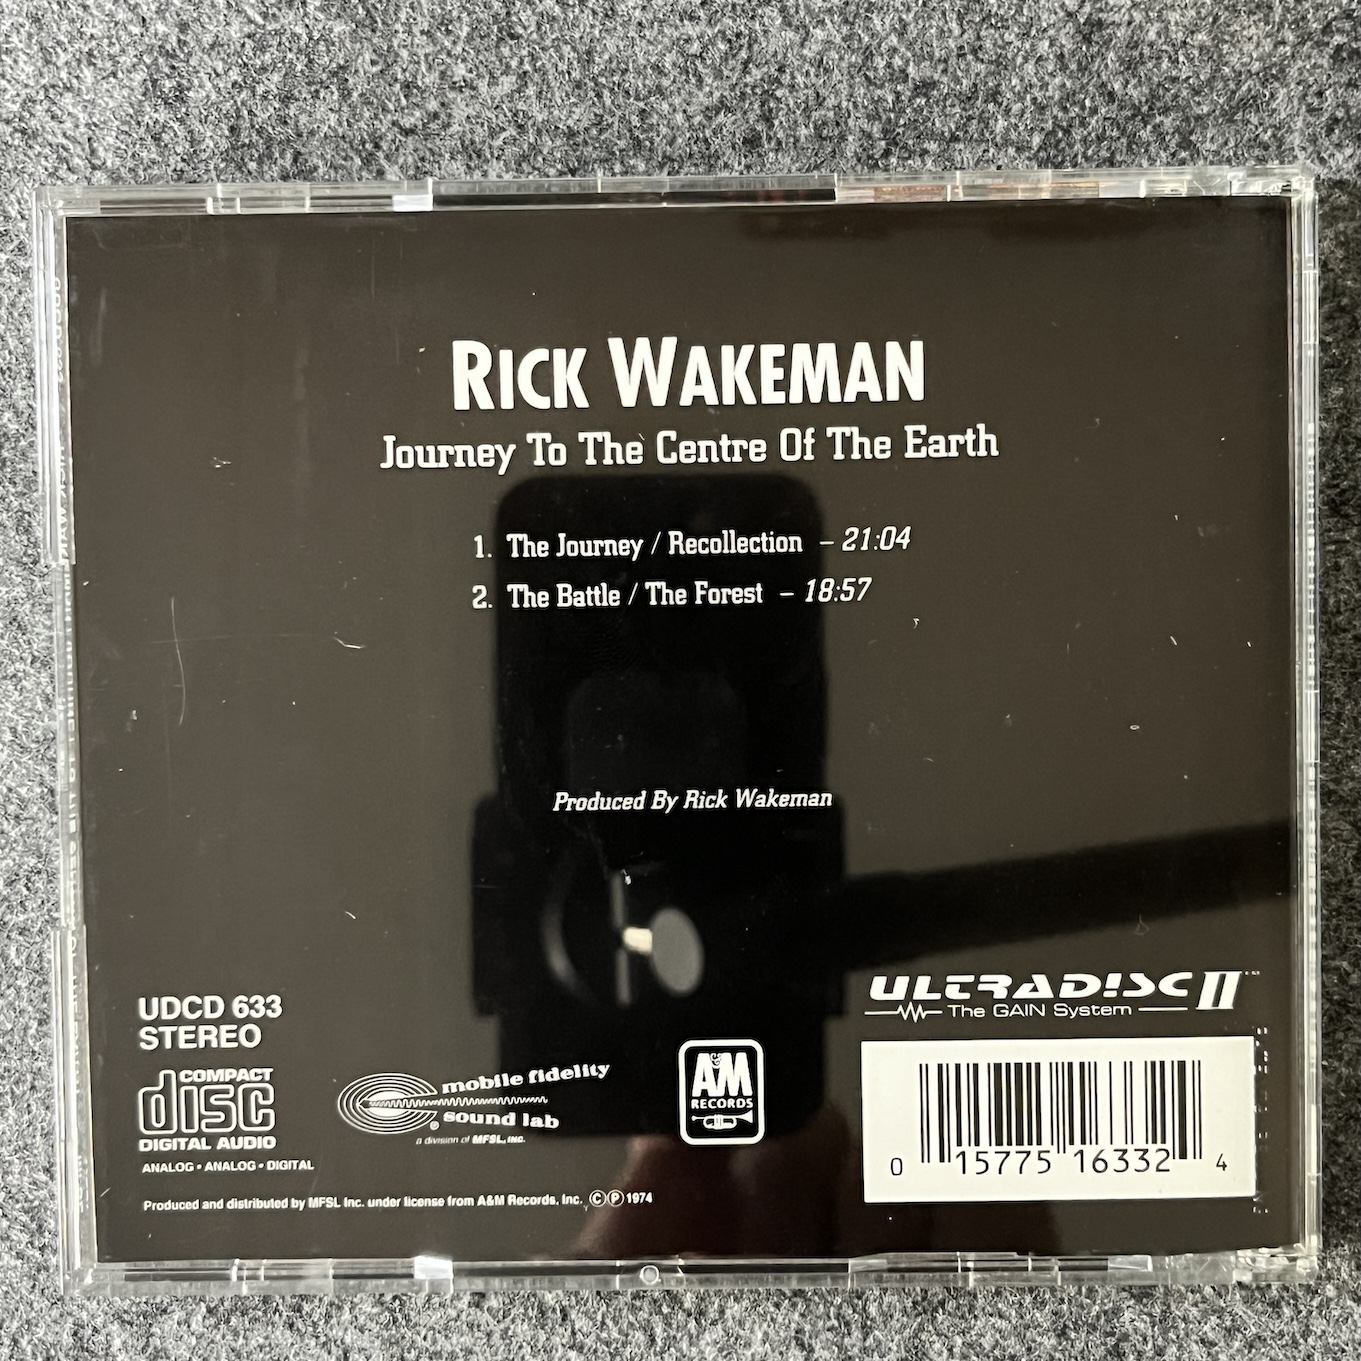 RICK WAKEMAN
Journey To The Centre Of The Earth
1. The Journey / Recollection – 21:04
2. The Battle / The Forest – 18:57
Produced By Rick Wakeman
UDCD 633
STEREO
COMPACT
disc
DIGITAL AUDIO
ANALOG • ANALOG • DIGITAL
mobile fidelity
sound lab
®
a division of MFSL, INC.
A&M
RECORDS
ULTRAD!SC II™
The GAIN System
0 15775 16332 4
Produced and distributed by MFSL Inc. under license from A&M Records, Inc. ©℗ 1974